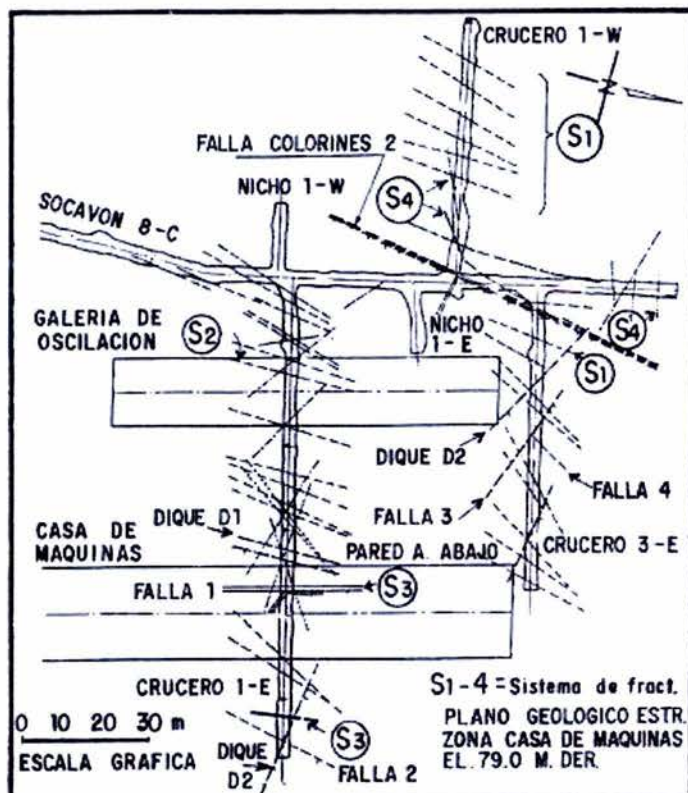 CRUCERO 1-W
N
S1
FALLA COLORINES 2
NICHO 1-W
S4
SOCAVON 8-C
GALERIA DE
OSCILACION
S2
NICHO
1-E
S4
S1
DIQUE D2
FALLA 4
FALLA 3
DIQUE D1
CASA DE
MAQUINAS
PARED A. ABAJO
CRUCERO 3-E
FALLA 1
S3
CRUCERO 1-E
S1-4 = Sistema de fract.
0 10 20 30 m
ESCALA GRAFICA
S3
DIQUE
D2
FALLA 2
PLANO GEOLOGICO ESTR.
ZONA CASA DE MAQUINAS
EL. 79.0 M. DER.